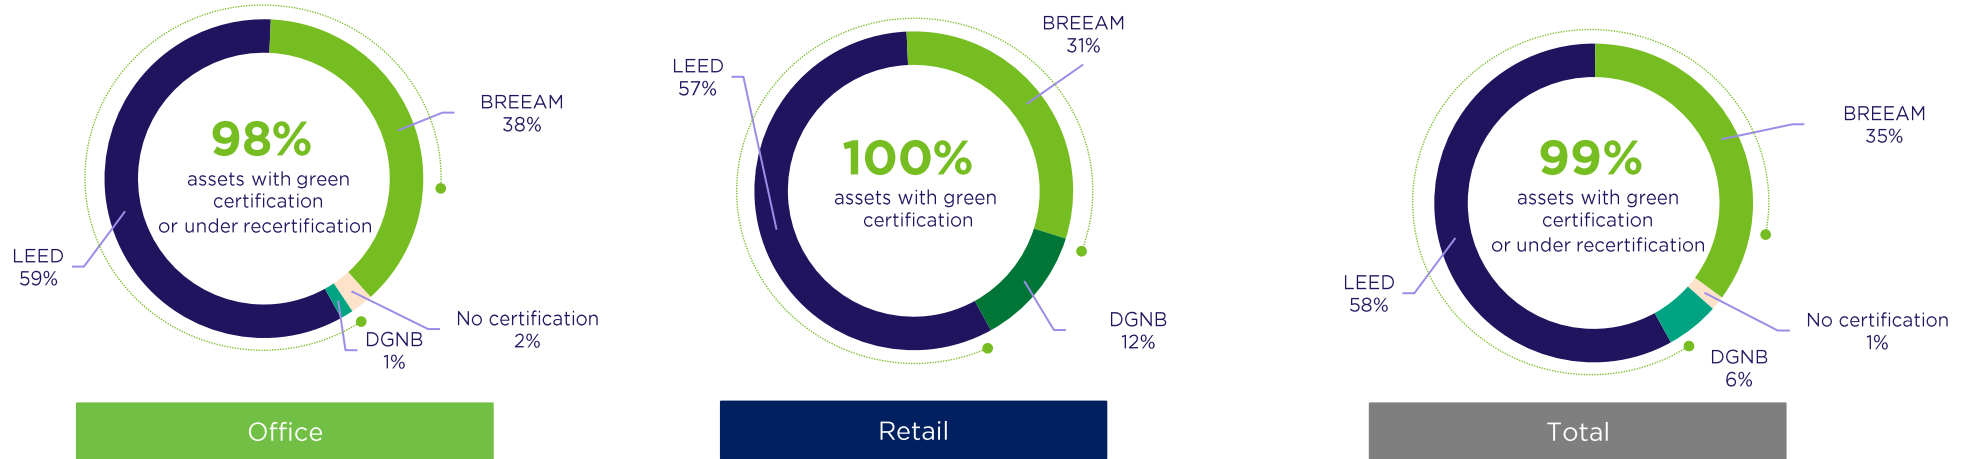 BREEAM
38%
98%
assets with green
certification
or under recertification
LEED
59%
No certification
2%
DGNB
1%
Office
BREEAM
31%
LEED
57%
100%
assets with green
certification
DGNB
12%
Retail
BREEAM
35%
99%
assets with green
certification
or under recertification
LEED
58%
No certification
1%
DGNB
6%
Total